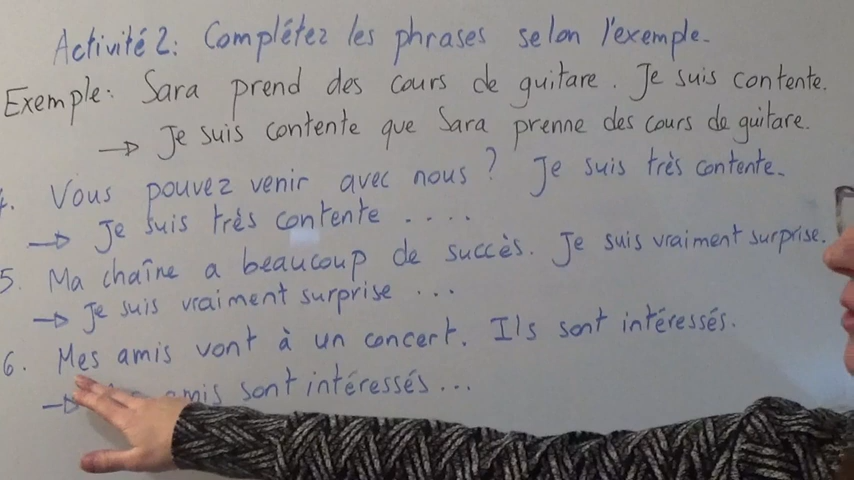 Activité 2: Complétez les phrases selon l'exemple.
Exemple: Sara prend des cours de guitare. Je suis contente.
→ Je suis contente que Sara prenne des cours de guitare.
4. Vous pouvez venir avec nous? Je suis très contente.
→ Je suis très contente ....
5. Ma chaîne a beaucoup de succès. Je suis vraiment surprise.
→ Je suis vraiment surprise ...
6. Mes amis vont à un concert. Ils sont intéressés.
→ amis sont intéressés...